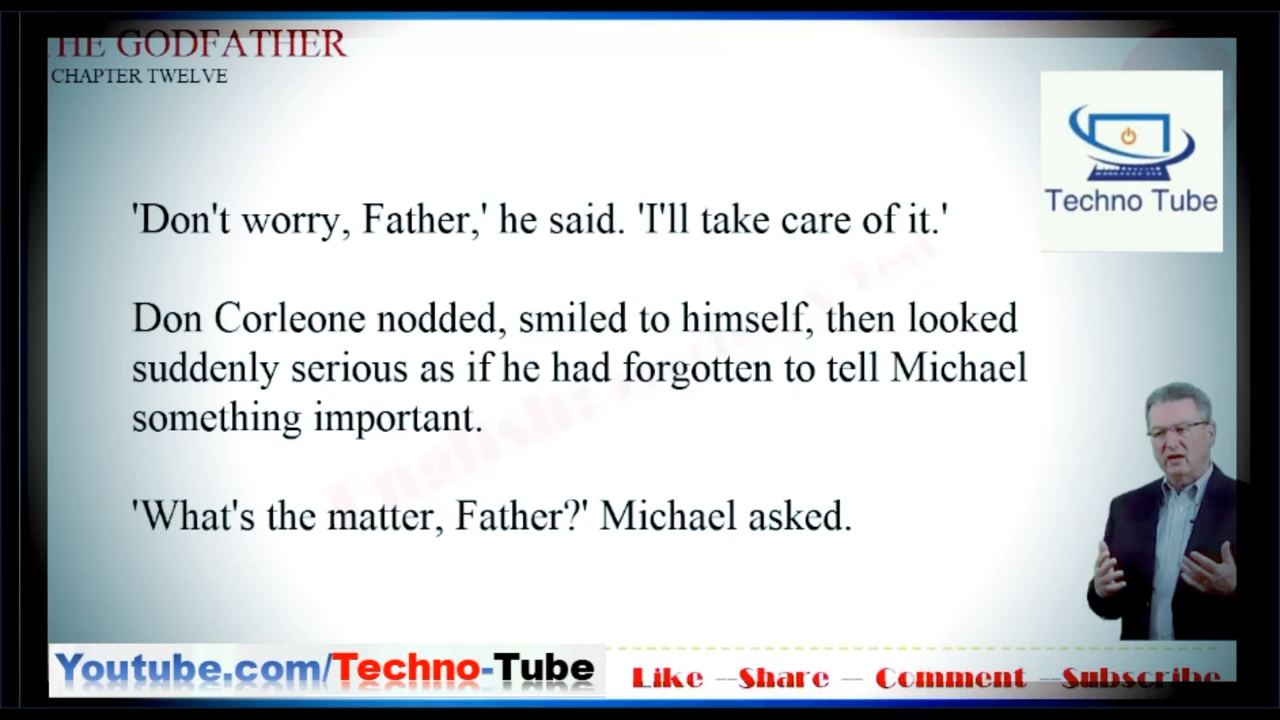 THE GODFATHER
CHAPTER TWELVE
Techno Tube
'Don't worry, Father,' he said. 'I'll take care of it.'
Don Corleone nodded, smiled to himself, then looked
suddenly serious as if he had forgotten to tell Michael
something important.
'What's the matter, Father?' Michael asked.
Youtube.com/Techno-Tube
Like --Share -- Comment --Subscribe